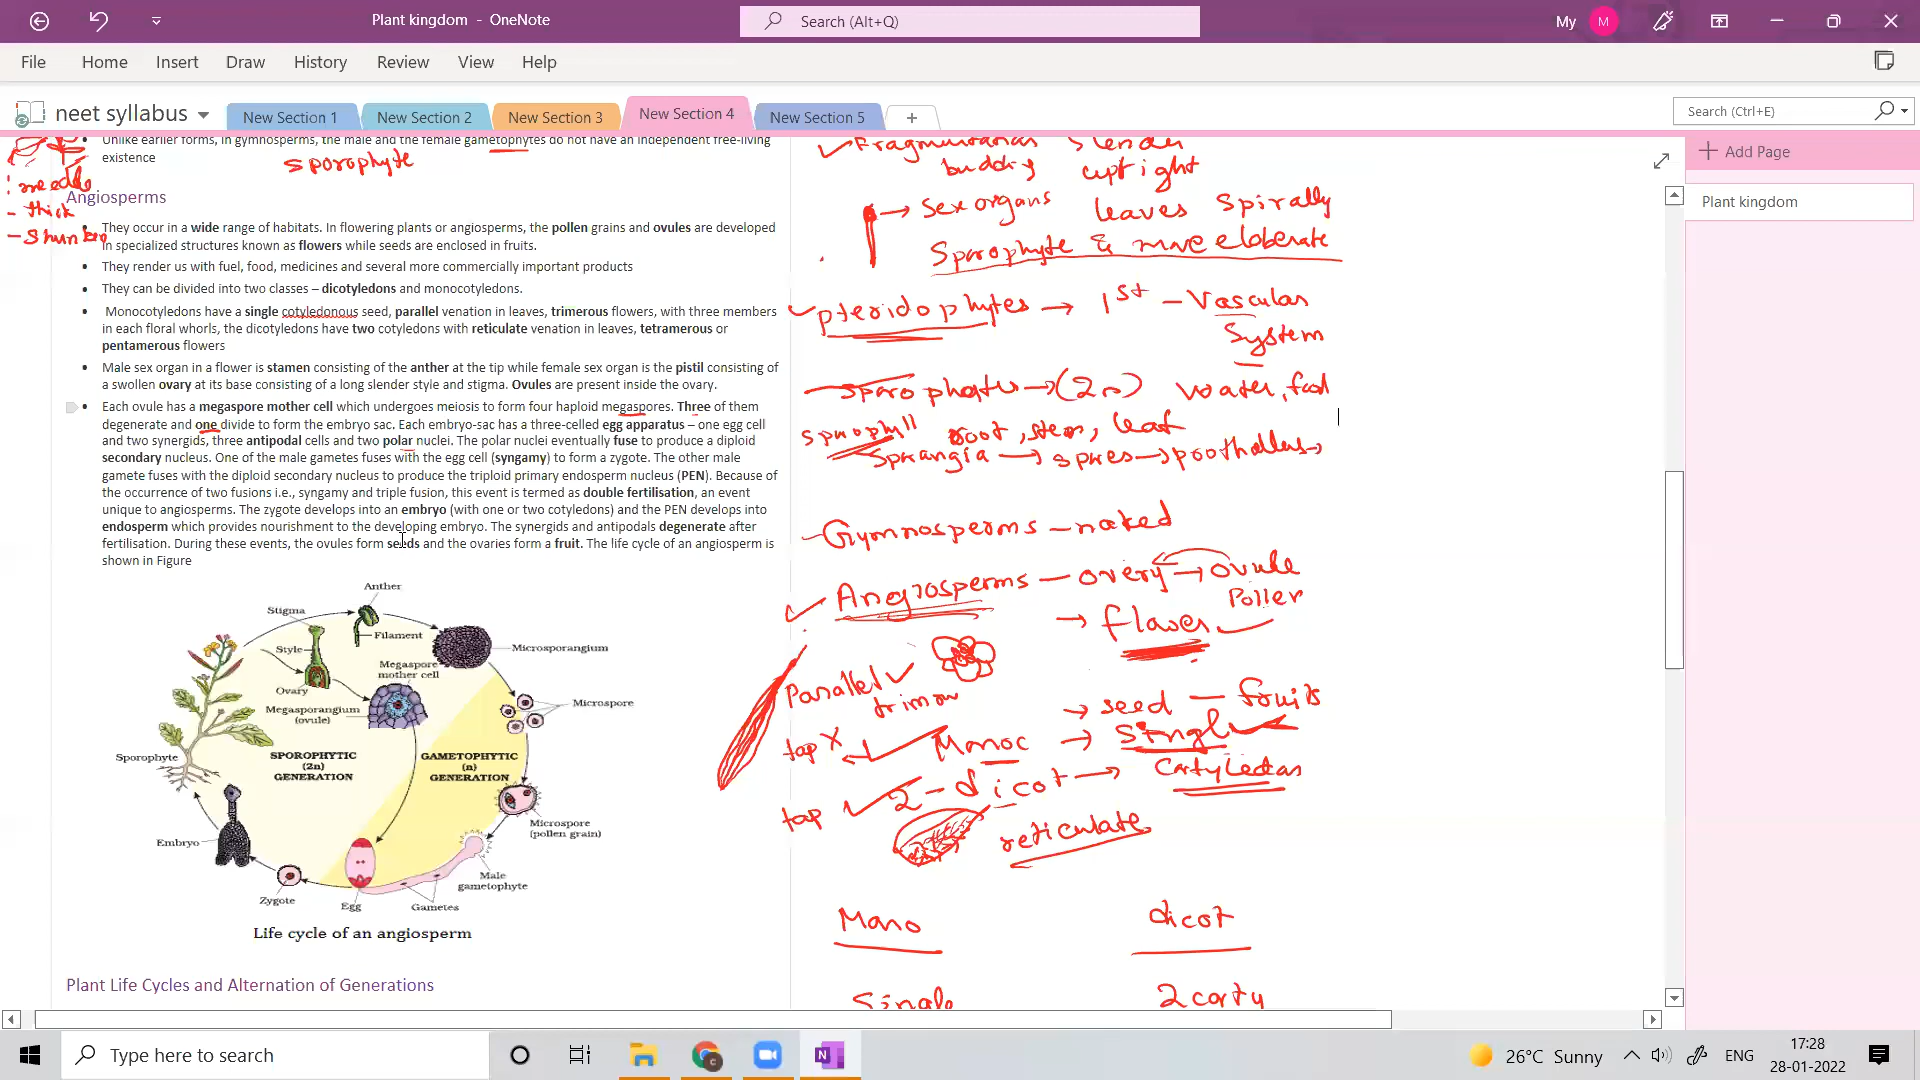 Plant kingdom - OneNote
Search (Alt+Q)
My
M
File Home Insert Draw History Review View Help
neet syllabus
New Section 1
New Section 2
New Section 3
New Section 4
New Section 5
Search (Ctrl+E)
Add Page
Plant kingdom
Unlike earlier forms, in gymnosperms, the male and the female gametophytes do not have an independent free-living
existence
sporophyte
- thick
Angiosperms
They occur in a wide range of habitats. In flowering plants or angiosperms, the pollen grains and ovules are developed
in specialized structures known as flowers while seeds are enclosed in fruits.
They render us with fuel, food, medicines and several more commercially important products
They can be divided into two classes – dicotyledons and monocotyledons.
Monocotyledons have a single cotyledonous seed, parallel venation in leaves, trimerous flowers, with three members
in each floral whorls, the dicotyledons have two cotyledons with reticulate venation in leaves, tetramerous or
pentamerous flowers
Male sex organ in a flower is stamen consisting of the anther at the tip while female sex organ is the pistil consisting of
a swollen ovary at its base consisting of a long slender style and stigma. Ovules are present inside the ovary.
Each ovule has a megaspore mother cell which undergoes meiosis to form four haploid megaspores. Three of them
degenerate and one divide to form the embryo sac. Each embryo-sac has a three-celled egg apparatus – one egg cell
and two synergids, three antipodal cells and two polar nuclei. The polar nuclei eventually fuse to produce a diploid
secondary nucleus. One of the male gametes fuses with the egg cell (syngamy) to form a zygote. The other male
gamete fuses with the diploid secondary nucleus to produce the triploid primary endosperm nucleus (PEN). Because of
the occurrence of two fusions i.e., syngamy and triple fusion, this event is termed as double fertilisation, an event
unique to angiosperms. The zygote develops into an embryo (with one or two cotyledons) and the PEN develops into
endosperm which provides nourishment to the developing embryo. The synergids and antipodals degenerate after
fertilisation. During these events, the ovules form seeds and the ovaries form a fruit. The life cycle of an angiosperm is
shown in Figure
Anther
Stigma
Filament
Style
Microsporangium
Megaspore
mother cell
Ovary
Megasporangium
(ovule)
Microspore
Sporophyte
SPOROPHYTIC
(2n)
GENERATION
GAMETOPHYTIC
(n)
GENERATION
Microspore
(pollen grain)
Embryo
Male
gametophyte
Zygote
Egg
Gametes
Life cycle of an angiosperm
Plant Life Cycles and Alternation of Generations
slender
budding upright
→ sex organs leaves spirally
Sporophyte & more eloberate
pteridophytes → 1st - Vascular
System
→ (2n) water, food
root, stem, leaf
Gymnosperms - naked
Angiosperms - overy → ovule
→ flower
Parallel
→ seed - fruits
tap X Monoc → Single
tap 2 - dicot →
reticulate
Mono dicot
Single 2 coty
Type here to search
26°C Sunny
ENG
17:28
28-01-2022